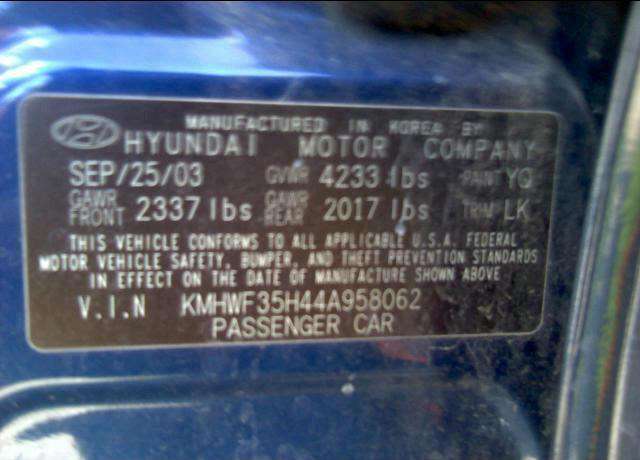 MANUFACTURED IN KOREA BY
HYUNDAI MOTOR COMPANY
SEP/25/03 GVWR 4233 lbs PAINT YQ
GAWR FRONT 2337 lbs GAWR REAR 2017 lbs TRIM LK
THIS VEHICLE CONFORMS TO ALL APPLICABLE U.S.A. FEDERAL
MOTOR VEHICLE SAFETY, BUMPER, AND THEFT PREVENTION STANDARDS
IN EFFECT ON THE DATE OF MANUFACTURE SHOWN ABOVE
V.I.N KMHWF35H44A958062
PASSENGER CAR